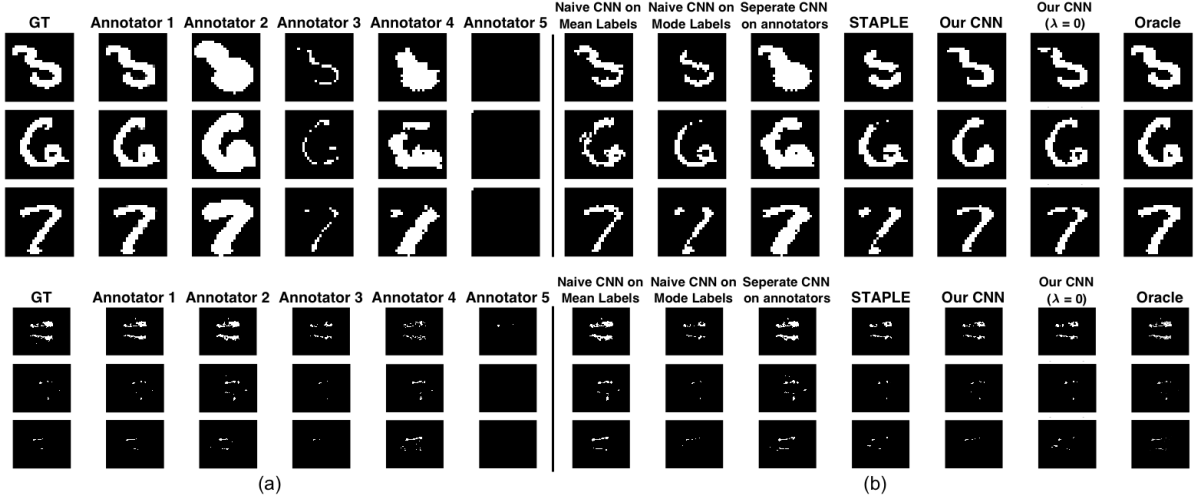 GT Annotator 1 Annotator 2 Annotator 3 Annotator 4 Annotator 5 Naive CNN on Mean Labels Naive CNN on Mode Labels Seperate CNN on annotators STAPLE Our CNN Our CNN (λ = 0) Oracle
GT Annotator 1 Annotator 2 Annotator 3 Annotator 4 Annotator 5 Naive CNN on Mean Labels Naive CNN on Mode Labels Seperate CNN on annotators STAPLE Our CNN Our CNN (λ = 0) Oracle
(a) (b)